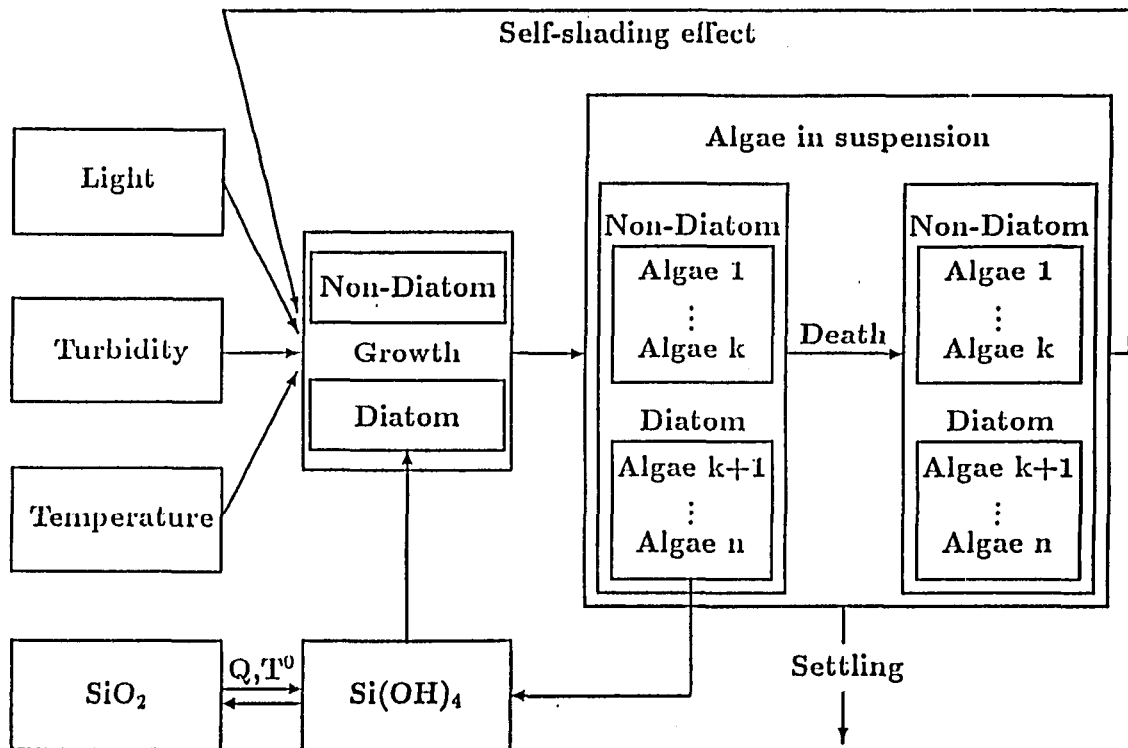 Self-shading effect
Algae in suspension
Light
Turbidity
Temperature
Non-Diatom
Growth
Diatom
Non-Diatom
Algae 1
⋮
Algae k
Diatom
Algae k+1
⋮
Algae n
Death
Non-Diatom
Algae 1
⋮
Algae k
Diatom
Algae k+1
⋮
Algae n
SiO₂
Q,T⁰
Si(OH)₄
Settling